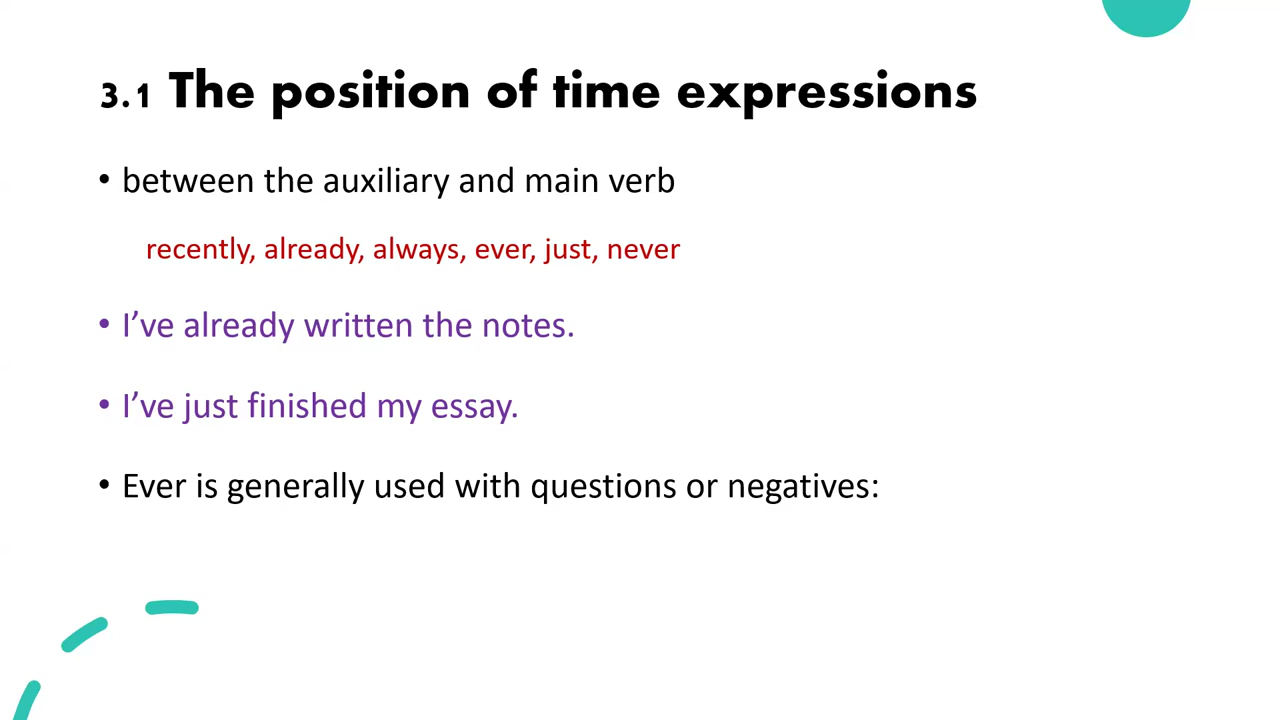 3.1 The position of time expressions
• between the auxiliary and main verb
recently, already, always, ever, just, never
• I’ve already written the notes.
• I’ve just finished my essay.
• Ever is generally used with questions or negatives: